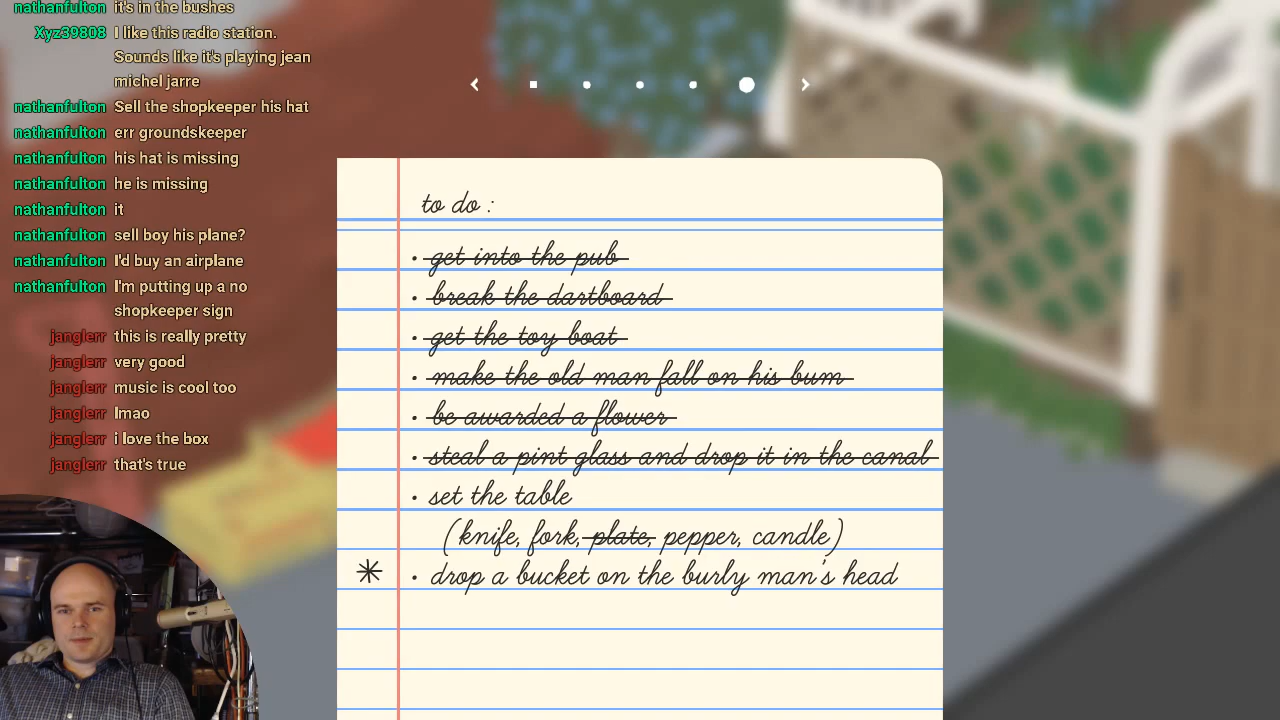 nathanfulton it's in the bushes
Xyz39808 I like this radio station.
Sounds like it's playing jean
michel jarre
nathanfulton Sell the shopkeeper his hat
nathanfulton err groundskeeper
nathanfulton his hat is missing
nathanfulton he is missing
nathanfulton it
nathanfulton sell boy his plane?
nathanfulton I'd buy an airplane
nathanfulton I'm putting up a no
shopkeeper sign
janglerr this is really pretty
janglerr very good
janglerr music is cool too
janglerr lmao
janglerr i love the box
janglerr that's true
to do :
• get into the pub
• break the dartboard
• get the toy boat
• make the old man fall on his bum
• be awarded a flower
• steal a pint glass and drop it in the canal
• set the table
(knife, fork, plate, pepper, candle)
• drop a bucket on the burly man's head